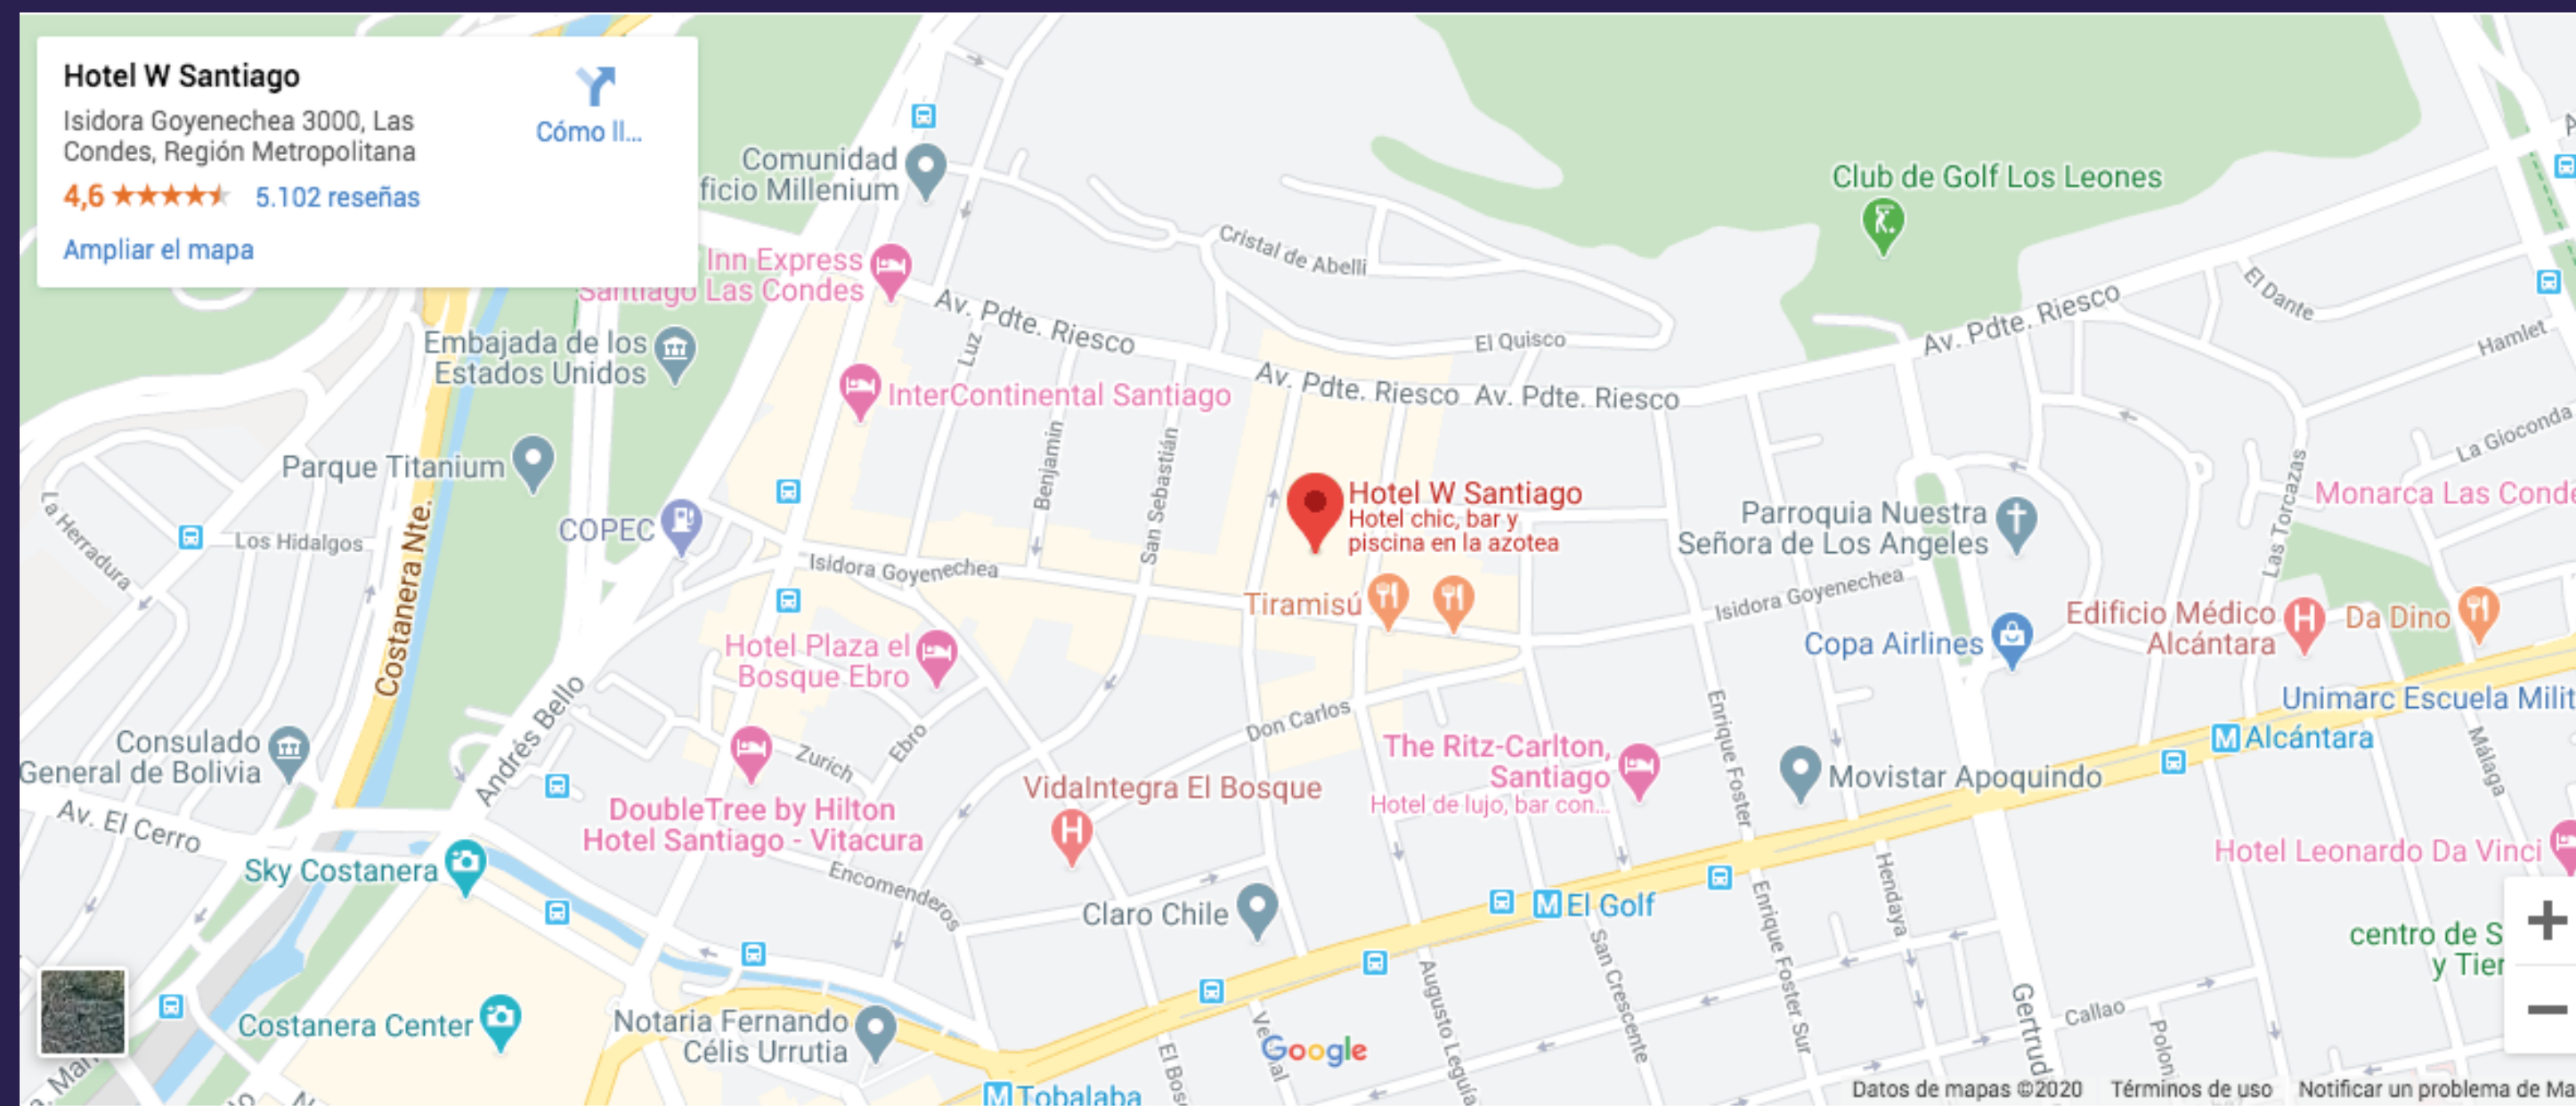 Hotel W Santiago
Isidora Goyenechea 3000, Las
Condes, Región Metropolitana
4,6
5.102 reseñas
Ampliar el mapa
Cómo ll...
Comunidad
ficio Millenium
Inn Express
Santiago Las Condes
Embajada de los
Estados Unidos
InterContinental Santiago
Parque Titanium
COPEC
La Herradura
Los Hidalgos
Costanera Nte.
Consulado
General de Bolivia
Av. El Cerro
Andrés Bello
Sky Costanera
Costanera Center
Av. Pdte. Riesco
Av. Pdte. Riesco
Av. Pdte. Riesco
Av. Pdte. Riesco
Cristal de Abelli
El Quisco
Luz
Benjamin
San Sebastián
Club de Golf Los Leones
El Dante
Hamlet
La Gioconda
Las Torcazas
Hotel W Santiago
Hotel chic, bar y
piscina en la azotea
Tiramisú
Isidora Goyenechea
Isidora Goyenechea
Parroquia Nuestra
Señora de Los Angeles
Monarca Las Conde
Copa Airlines
Edificio Médico
Alcántara
Da Dino
Unimarc Escuela Milit
Alcántara
Málaga
Hotel Plaza el
Bosque Ebro
Zurich
Ebro
DoubleTree by Hilton
Hotel Santiago - Vitacura
Don Carlos
VidaIntegra El Bosque
The Ritz-Carlton,
Santiago
Hotel de lujo, bar con...
Enrique Foster
Movistar Apoquindo
Hotel Leonardo Da Vinci
Encomenderos
Claro Chile
El Golf
Hendaya
Enrique Foster Sur
San Crescente
Augusto Leguía
centro de S
y Tier
Notaria Fernando
Célis Urrutia
Tobalaba
El Bos
Gertrud
Callao
Polon
Google
Datos de mapas ©2020
Términos de uso
Notificar un problema de Ma